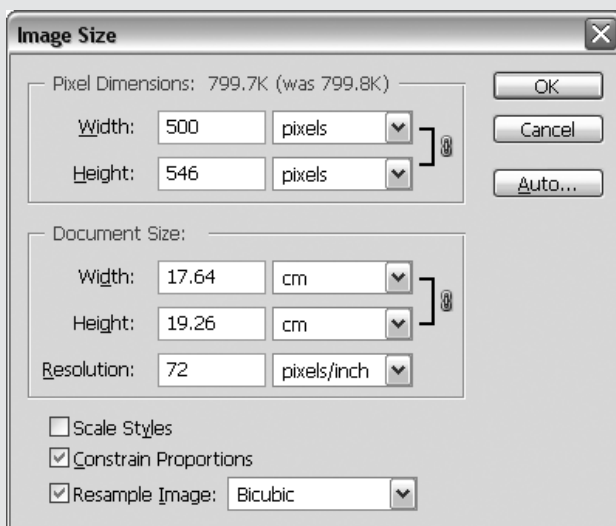 Image Size
Pixel Dimensions: 799.7K (was 799.8K)
OK
Width: 500 pixels
Cancel
Height: 546 pixels
Auto...
Document Size:
Width: 17.64 cm
Height: 19.26 cm
Resolution: 72 pixels/inch
Scale Styles
Constrain Proportions
Resample Image: Bicubic